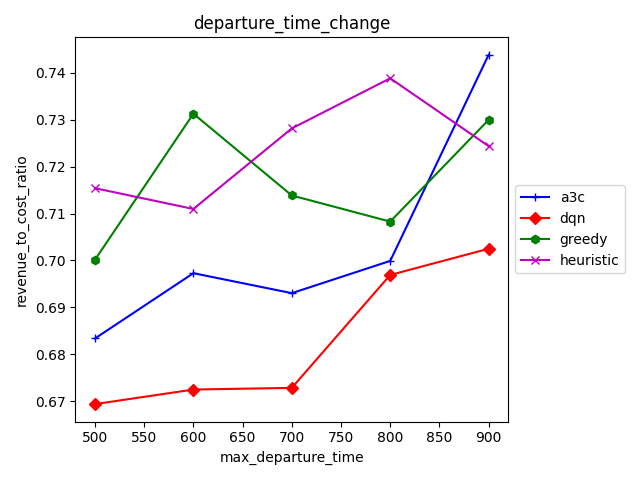 departure_time_change
revenue_to_cost_ratio
0.74
0.73
0.72
0.71
0.70
0.69
0.68
0.67
500 550 600 650 700 750 800 850 900
max_departure_time
a3c
dqn
greedy
heuristic